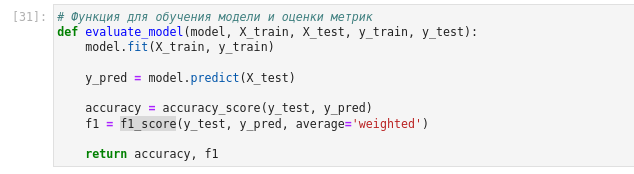 [31]: # Функция для обучения модели и оценки метрик
def evaluate_model(model, X_train, X_test, y_train, y_test):
    model.fit(X_train, y_train)
    y_pred = model.predict(X_test)
    accuracy = accuracy_score(y_test, y_pred)
    f1 = f1_score(y_test, y_pred, average='weighted')
    return accuracy, f1